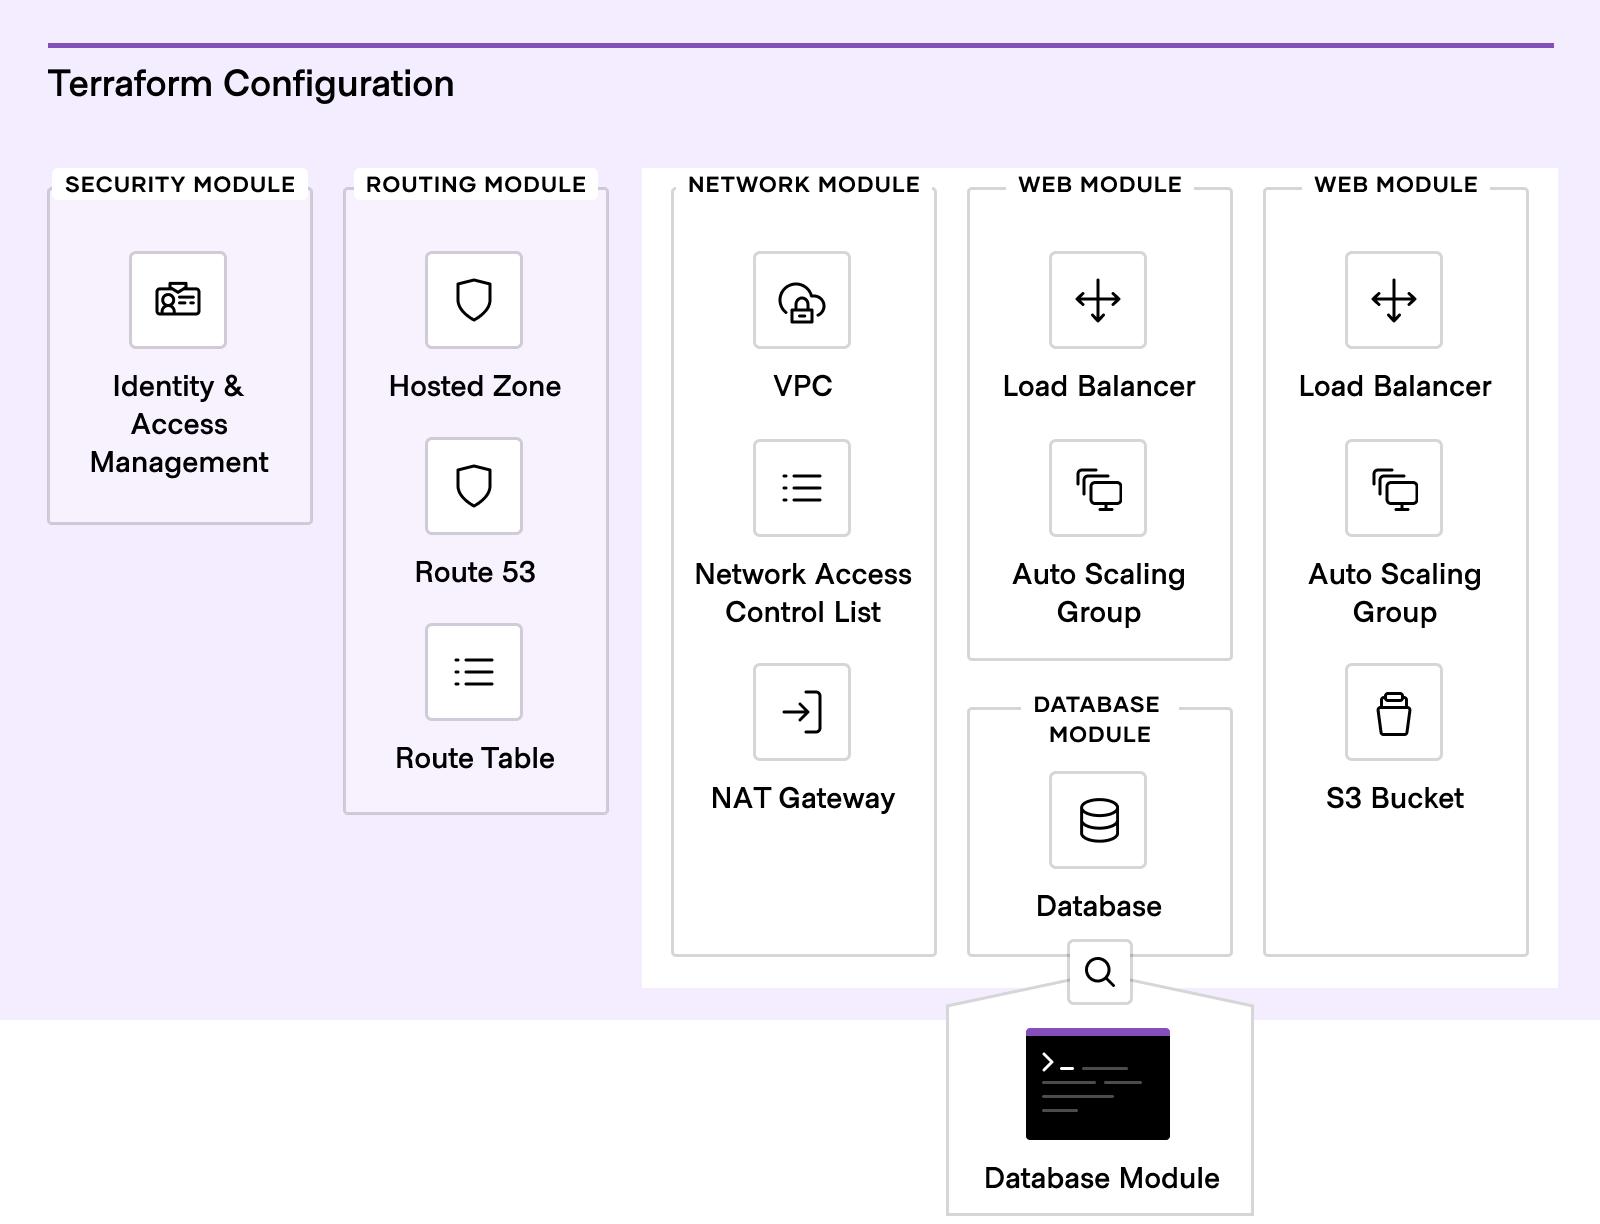 Terraform Configuration
SECURITY MODULE
Identity &
Access
Management
ROUTING MODULE
Hosted Zone
Route 53
Route Table
NETWORK MODULE
VPC
Network Access
Control List
NAT Gateway
WEB MODULE
Load Balancer
Auto Scaling
Group
DATABASE
MODULE
Database
WEB MODULE
Load Balancer
Auto Scaling
Group
S3 Bucket
Database Module